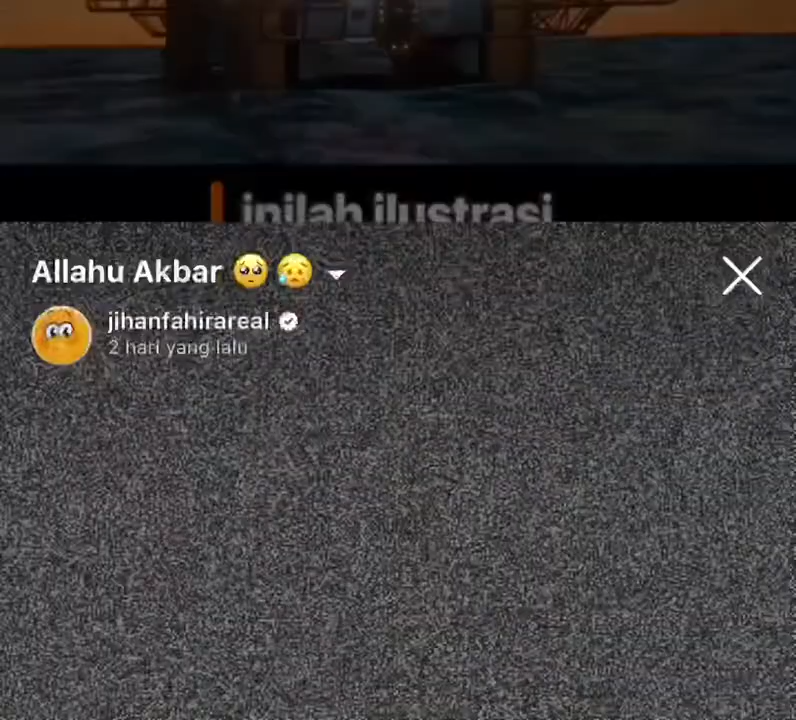 inilah ilustrasi
Allahu Akbar 🥺 😥
jihanfahirareal
2 hari yang lalu